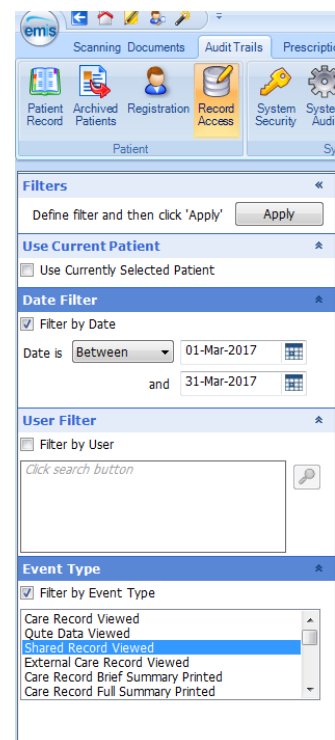 emis
Scanning Documents Audit Trails Prescripti
Patient Record
Archived Patients
Registration
Record Access
System Security
Syste Audi
Patient
Sy
Filters
Define filter and then click 'Apply' Apply
Use Current Patient
Use Currently Selected Patient
Date Filter
Filter by Date
Date is Between 01-Mar-2017
and 31-Mar-2017
User Filter
Filter by User
Click search button
Event Type
Filter by Event Type
Care Record Viewed
Qute Data Viewed
Shared Record Viewed
External Care Record Viewed
Care Record Brief Summary Printed
Care Record Full Summary Printed